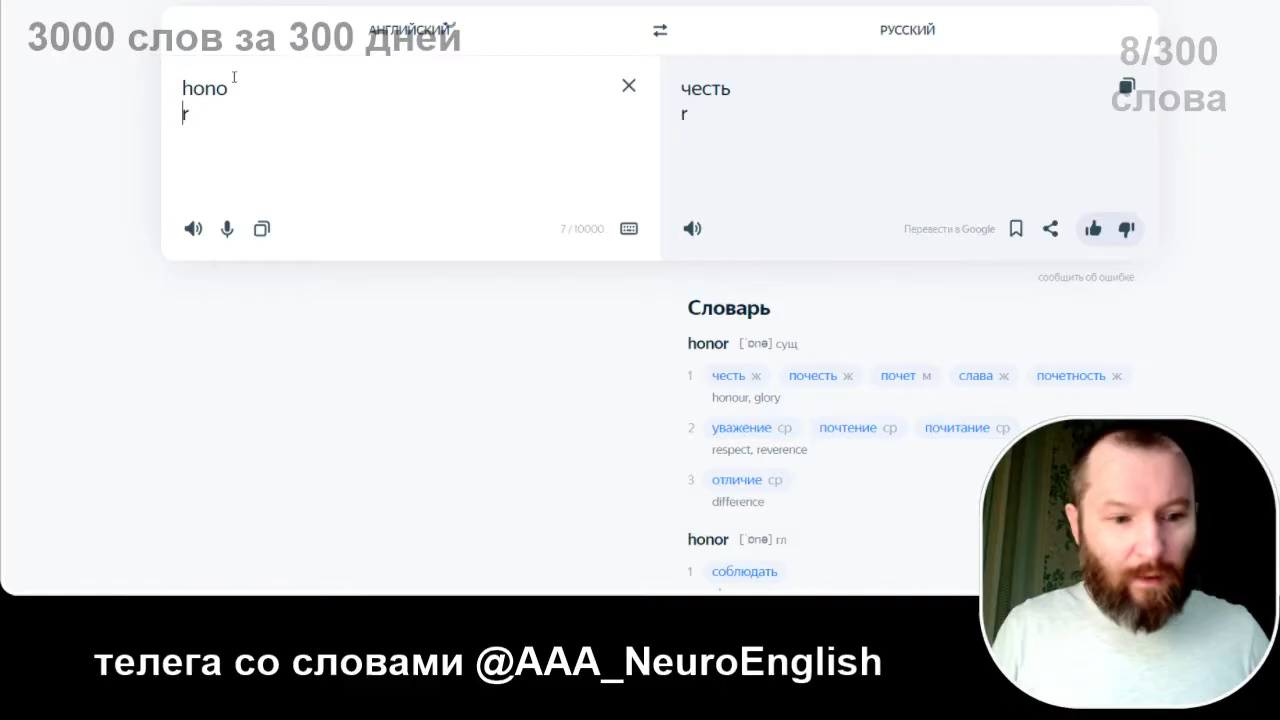 3000 слов за 300 дней
8/300
слова
АНГЛИЙСКИЙ
РУССКИЙ
hono
r
честь
r
7 / 10000
Перевести в Google
сообщить об ошибке
Словарь
honor [ˈɒnə] сущ
1 честь ж почесть ж почет м слава ж почетность ж
honour, glory
2 уважение ср почтение ср почитание ср
respect, reverence
3 отличие ср
difference
honor [ˈɒnə] гл
1 соблюдать
телега со словами @AAA_NeuroEnglish